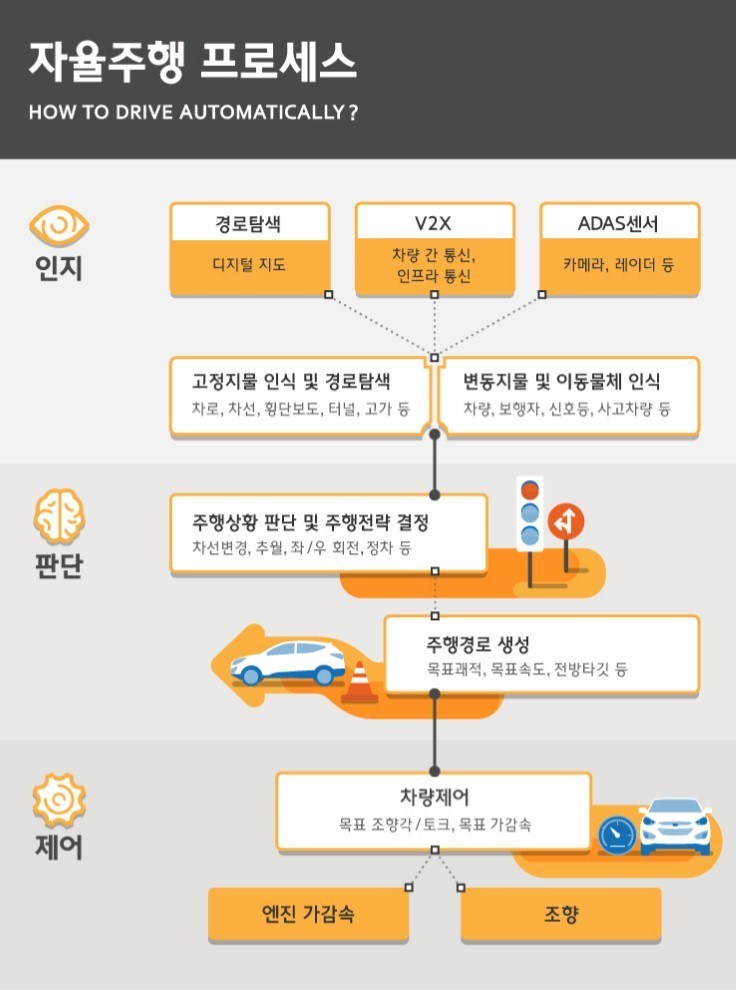 자율주행 프로세스
HOW TO DRIVE AUTOMATICALLY?
인지
경로탐색
디지털 지도
V2X
차량 간 통신,
인프라 통신
ADAS센서
카메라, 레이더 등
고정지물 인식 및 경로탐색
차로, 차선, 횡단보도, 터널, 고가 등
변동지물 및 이동물체 인식
차량, 보행자, 신호등, 사고차량 등
판단
주행상황 판단 및 주행전략 결정
차선변경, 추월, 좌/우 회전, 정차 등
주행경로 생성
목표괘적, 목표속도, 전방타깃 등
제어
차량제어
목표 조향각/토크, 목표 가감속
엔진 가감속
조향